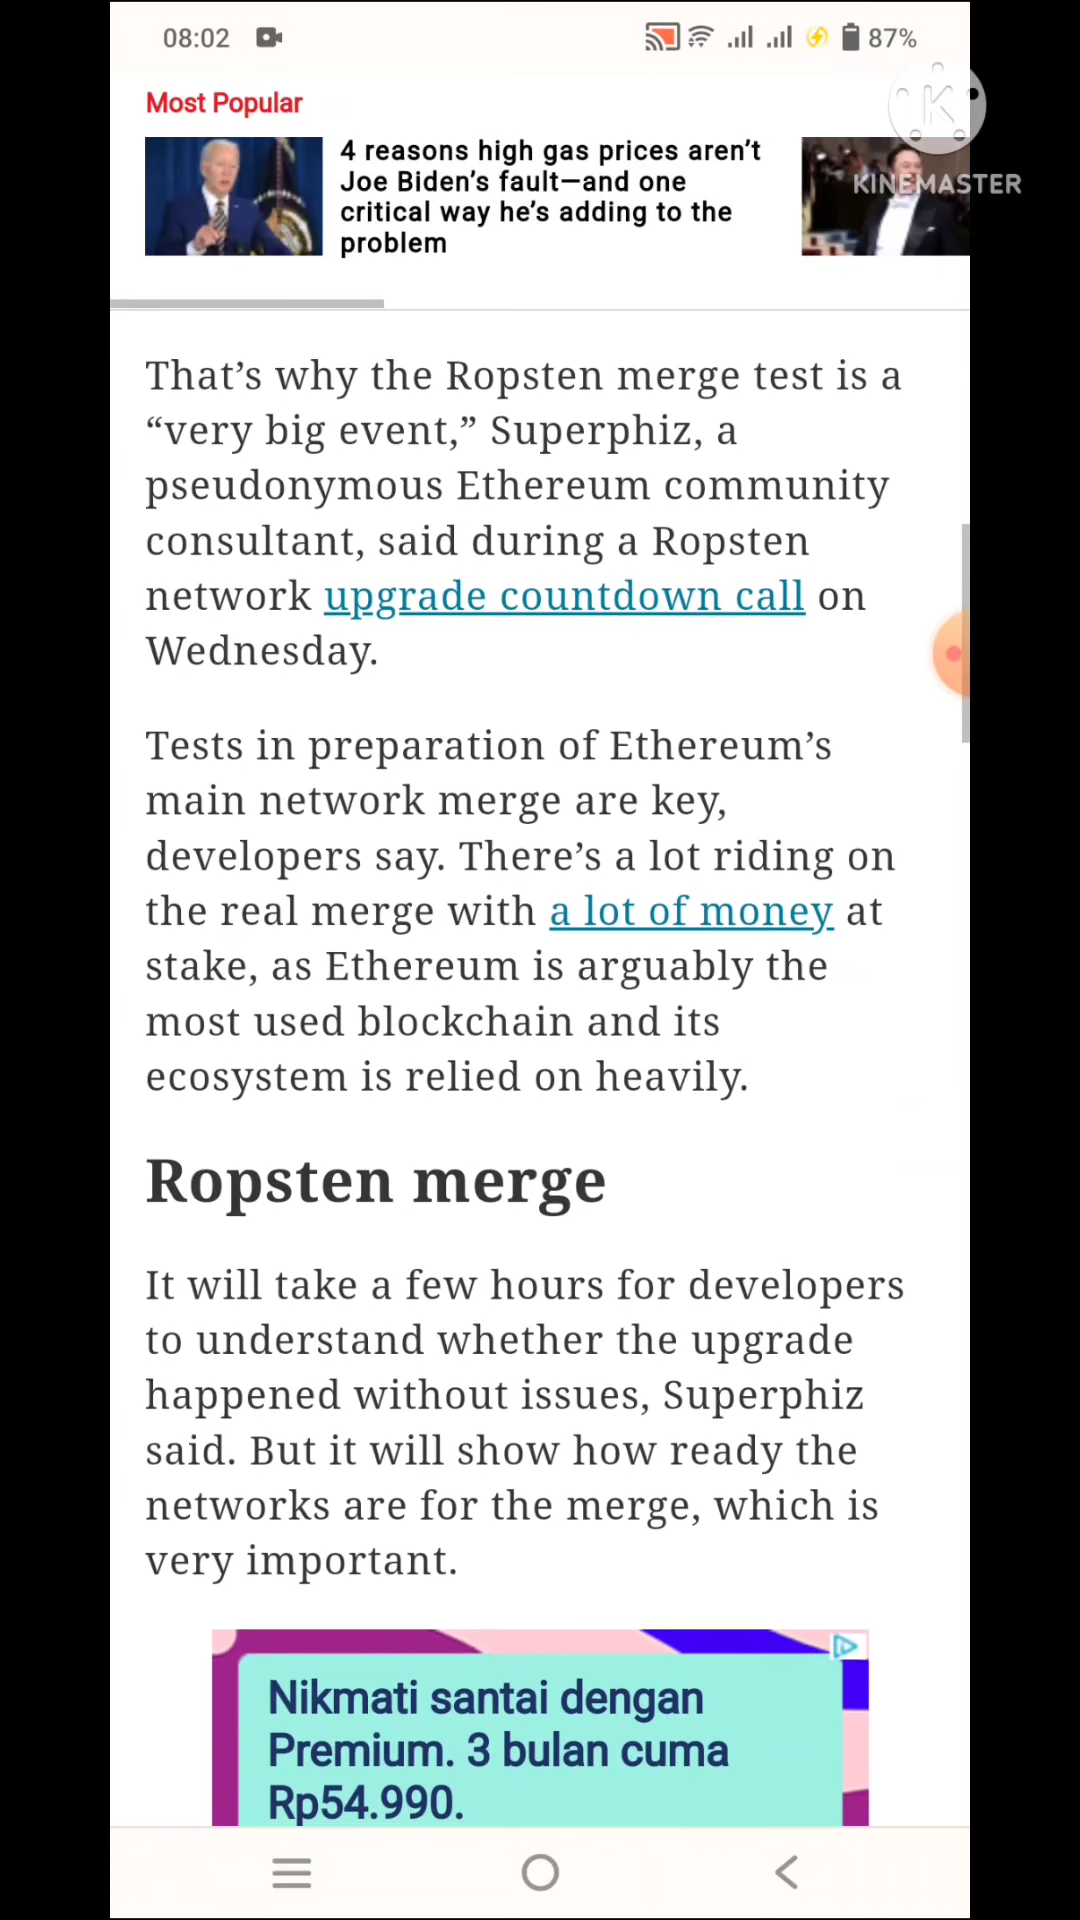 08:02
87%
Most Popular
4 reasons high gas prices aren’t
Joe Biden’s fault—and one
critical way he’s adding to the
problem
K
KINEMASTER
That’s why the Ropsten merge test is a
“very big event,” Superphiz, a
pseudonymous Ethereum community
consultant, said during a Ropsten
network upgrade countdown call on
Wednesday.
Tests in preparation of Ethereum’s
main network merge are key,
developers say. There’s a lot riding on
the real merge with a lot of money at
stake, as Ethereum is arguably the
most used blockchain and its
ecosystem is relied on heavily.
Ropsten merge
It will take a few hours for developers
to understand whether the upgrade
happened without issues, Superphiz
said. But it will show how ready the
networks are for the merge, which is
very important.
Nikmati santai dengan
Premium. 3 bulan cuma
Rp54.990.